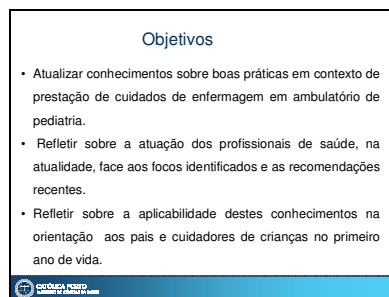 Objetivos
• Atualizar conhecimentos sobre boas práticas em contexto de
prestação de cuidados de enfermagem em ambulatório de
pediatria.
• Refletir sobre a atuação dos profissionais de saúde, na
atualidade, face aos focos identificados e as recomendações
recentes.
• Refletir sobre a aplicabilidade destes conhecimentos na
orientação aos pais e cuidadores de crianças no primeiro
ano de vida.
CATÓLICA PORTO